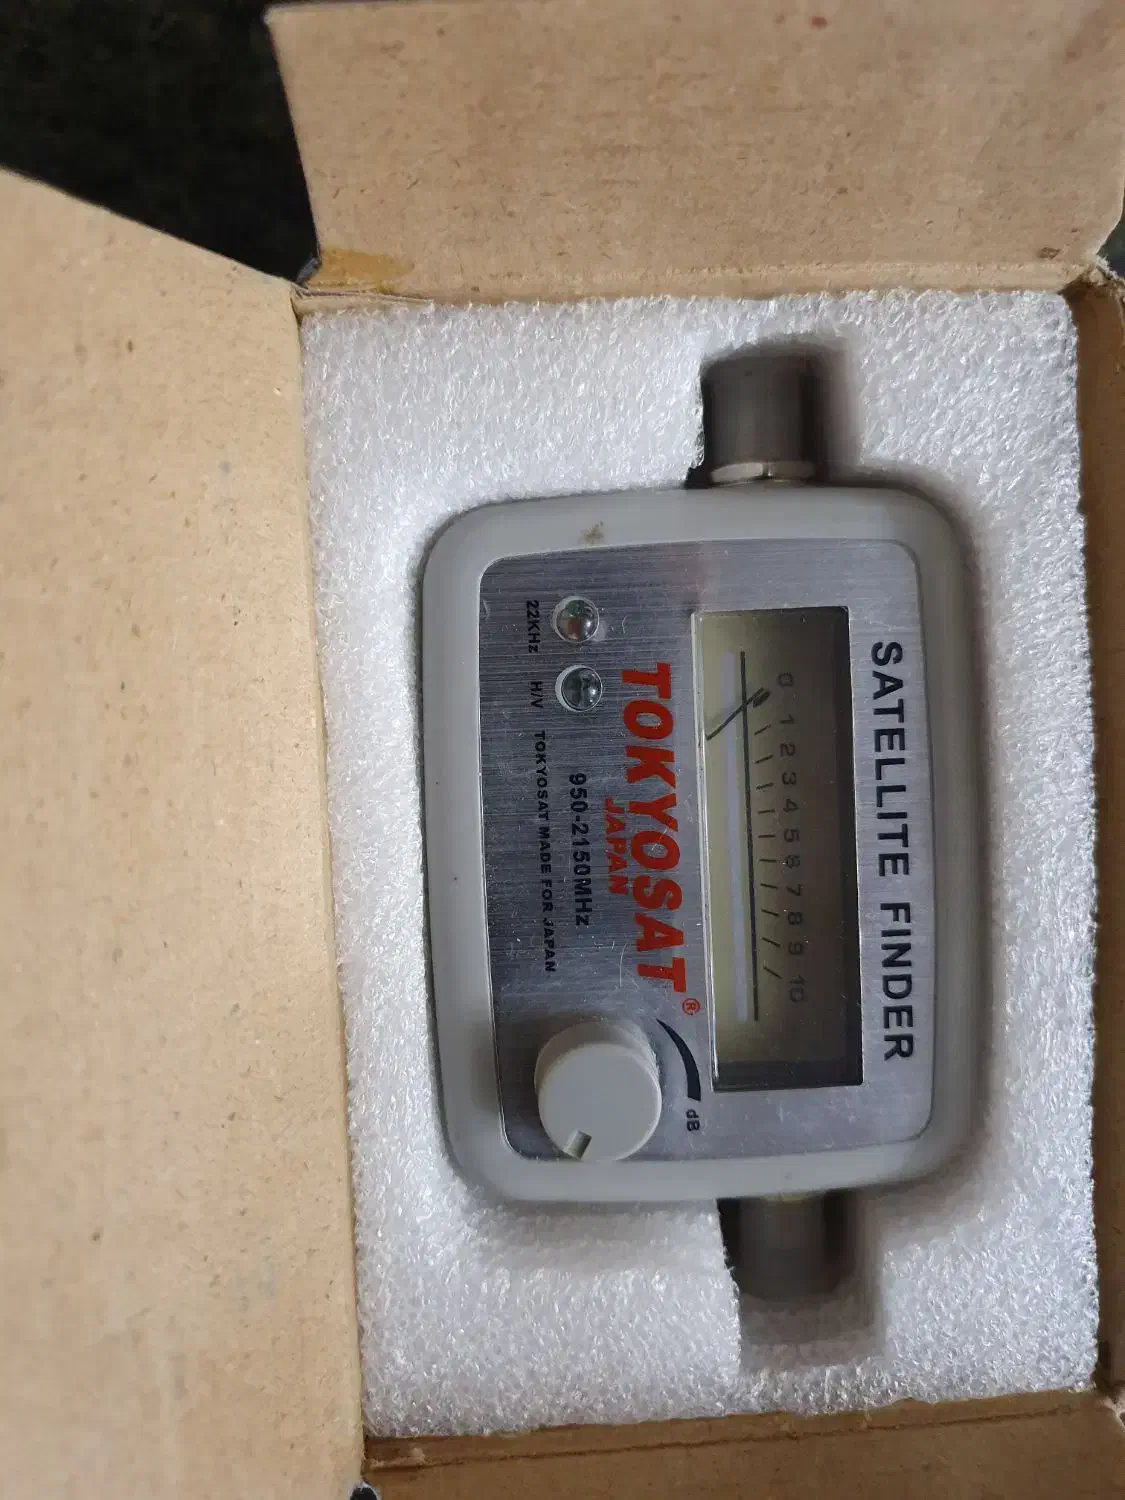 SATELLITE FINDER
0 1 2 3 4 5 6 7 8 9 10
dB
TOKYOSAT®
JAPAN
950-2150MHz
22KHz H/V TOKYOSAT MADE FOR JAPAN